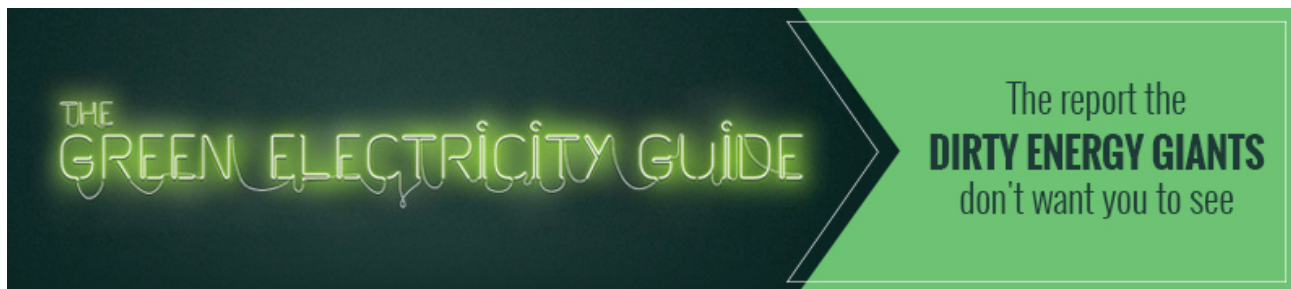 THE
GREEN ELECTRICITY GUIDE
The report the
DIRTY ENERGY GIANTS
don't want you to see